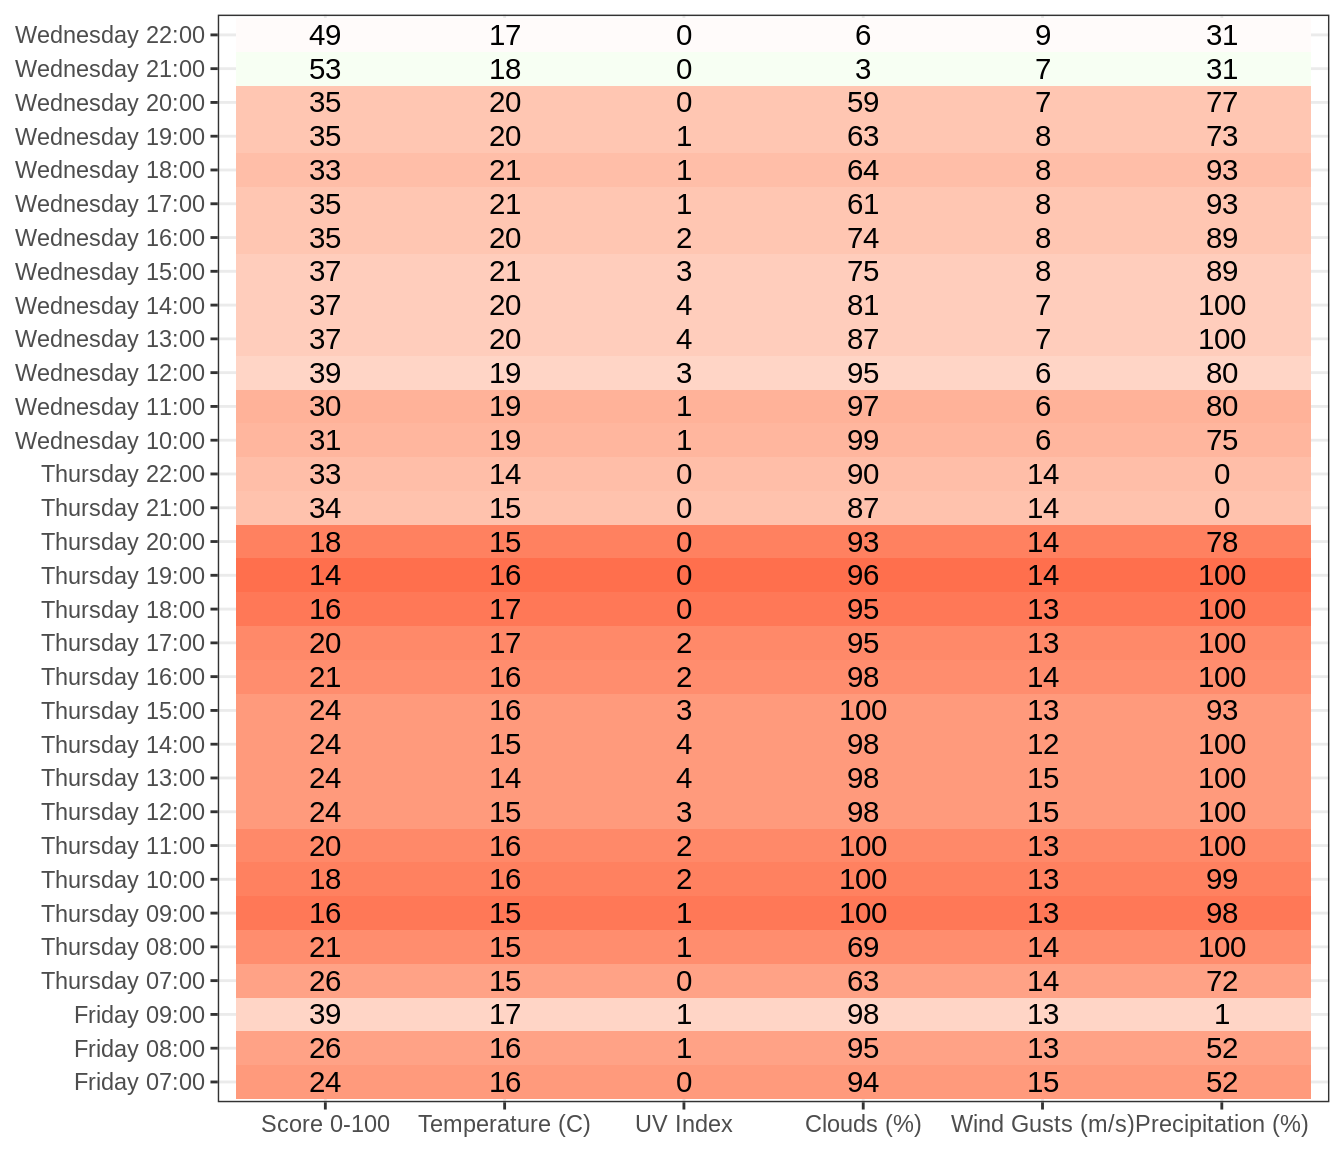 Wednesday 22:00 49 17 0 6 9 31
Wednesday 21:00 53 18 0 3 7 31
Wednesday 20:00 35 20 0 59 7 77
Wednesday 19:00 35 20 1 63 8 73
Wednesday 18:00 33 21 1 64 8 93
Wednesday 17:00 35 21 1 61 8 93
Wednesday 16:00 35 20 2 74 8 89
Wednesday 15:00 37 21 3 75 8 89
Wednesday 14:00 37 20 4 81 7 100
Wednesday 13:00 37 20 4 87 7 100
Wednesday 12:00 39 19 3 95 6 80
Wednesday 11:00 30 19 1 97 6 80
Wednesday 10:00 31 19 1 99 6 75
Thursday 22:00 33 14 0 90 14 0
Thursday 21:00 34 15 0 87 14 0
Thursday 20:00 18 15 0 93 14 78
Thursday 19:00 14 16 0 96 14 100
Thursday 18:00 16 17 0 95 13 100
Thursday 17:00 20 17 2 95 13 100
Thursday 16:00 21 16 2 98 14 100
Thursday 15:00 24 16 3 100 13 93
Thursday 14:00 24 15 4 98 12 100
Thursday 13:00 24 14 4 98 15 100
Thursday 12:00 24 15 3 98 15 100
Thursday 11:00 20 16 2 100 13 100
Thursday 10:00 18 16 2 100 13 99
Thursday 09:00 16 15 1 100 13 98
Thursday 08:00 21 15 1 69 14 100
Thursday 07:00 26 15 0 63 14 72
Friday 09:00 39 17 1 98 13 1
Friday 08:00 26 16 1 95 13 52
Friday 07:00 24 16 0 94 15 52
Score 0-100 Temperature (C) UV Index Clouds (%) Wind Gusts (m/s) Precipitation (%)